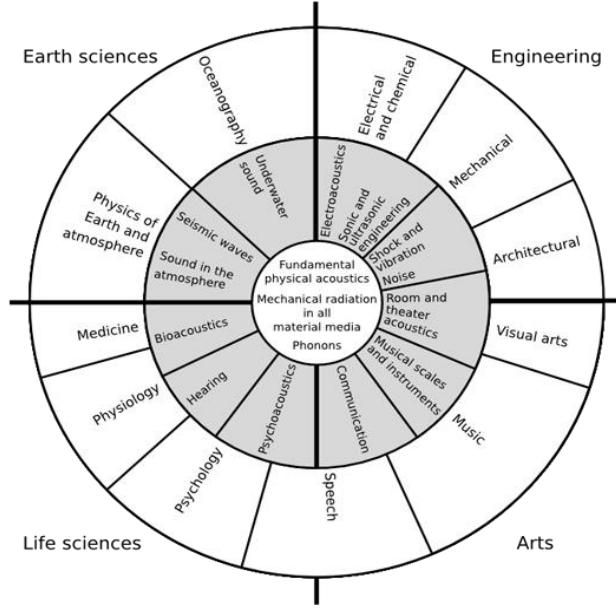 Earth sciences
Engineering
Oceanography
Electrical
and chemical
Mechanical
Architectural
Physics of
Earth and
atmosphere
Underwater
sound
Seismic waves
Sound in the
atmosphere
Electroacoustics
Sonic and
ultrasonic
engineering
Shock and
vibration
Noise
Room and
theater
acoustics
Fundamental
physical acoustics
Mechanical radiation
in all
material media
Phonons
Medicine
Bioacoustics
Physiology
Hearing
Psychology
Psychoacoustics
Speech
Communication
Musical scales
and instruments
Music
Visual arts
Life sciences
Arts